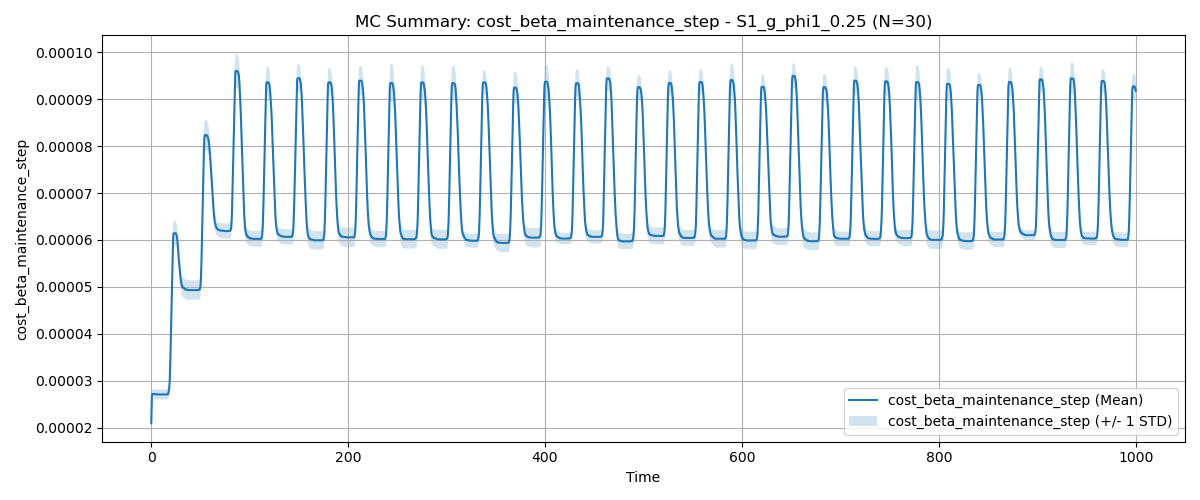 MC Summary: cost_beta_maintenance_step - S1_g_phi1_0.25 (N=30)
cost_beta_maintenance_step
0.00010
0.00009
0.00008
0.00007
0.00006
0.00005
0.00004
0.00003
0.00002
cost_beta_maintenance_step (Mean)
cost_beta_maintenance_step (+/- 1 STD)
0 200 400 600 800 1000
Time